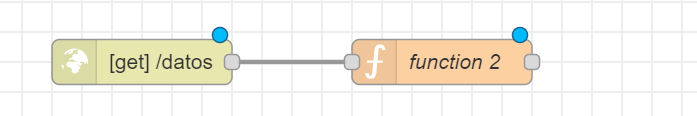 [get] /datos
function 2